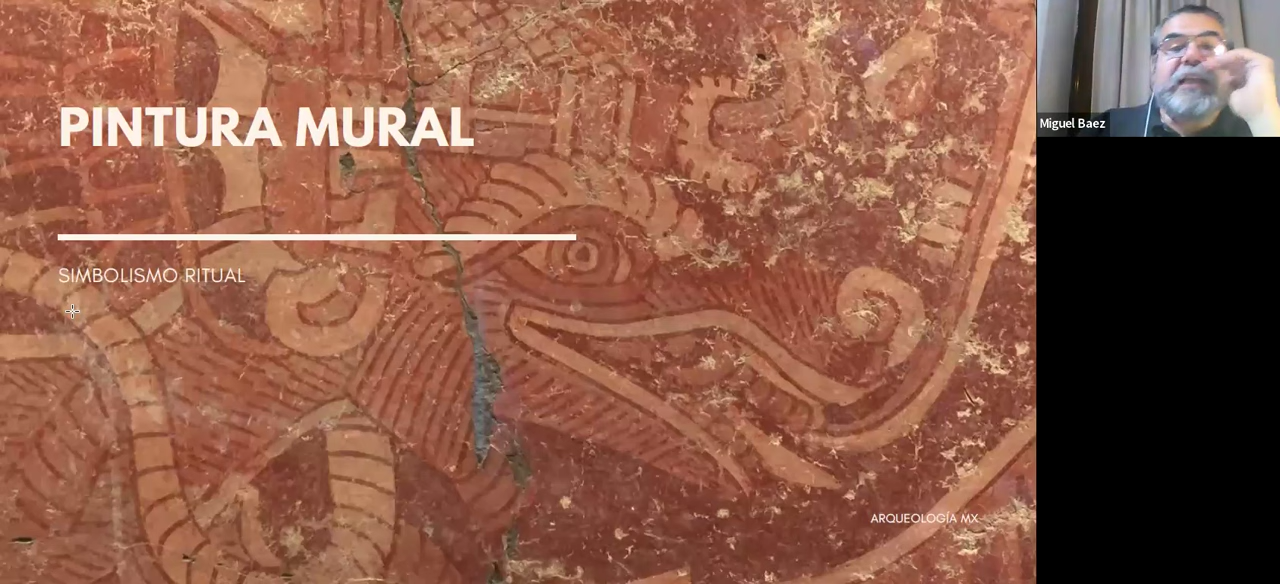 PINTURA MURAL
SIMBOLISMO RITUAL
ARQUEOLOGÍA MX
Miguel Baez